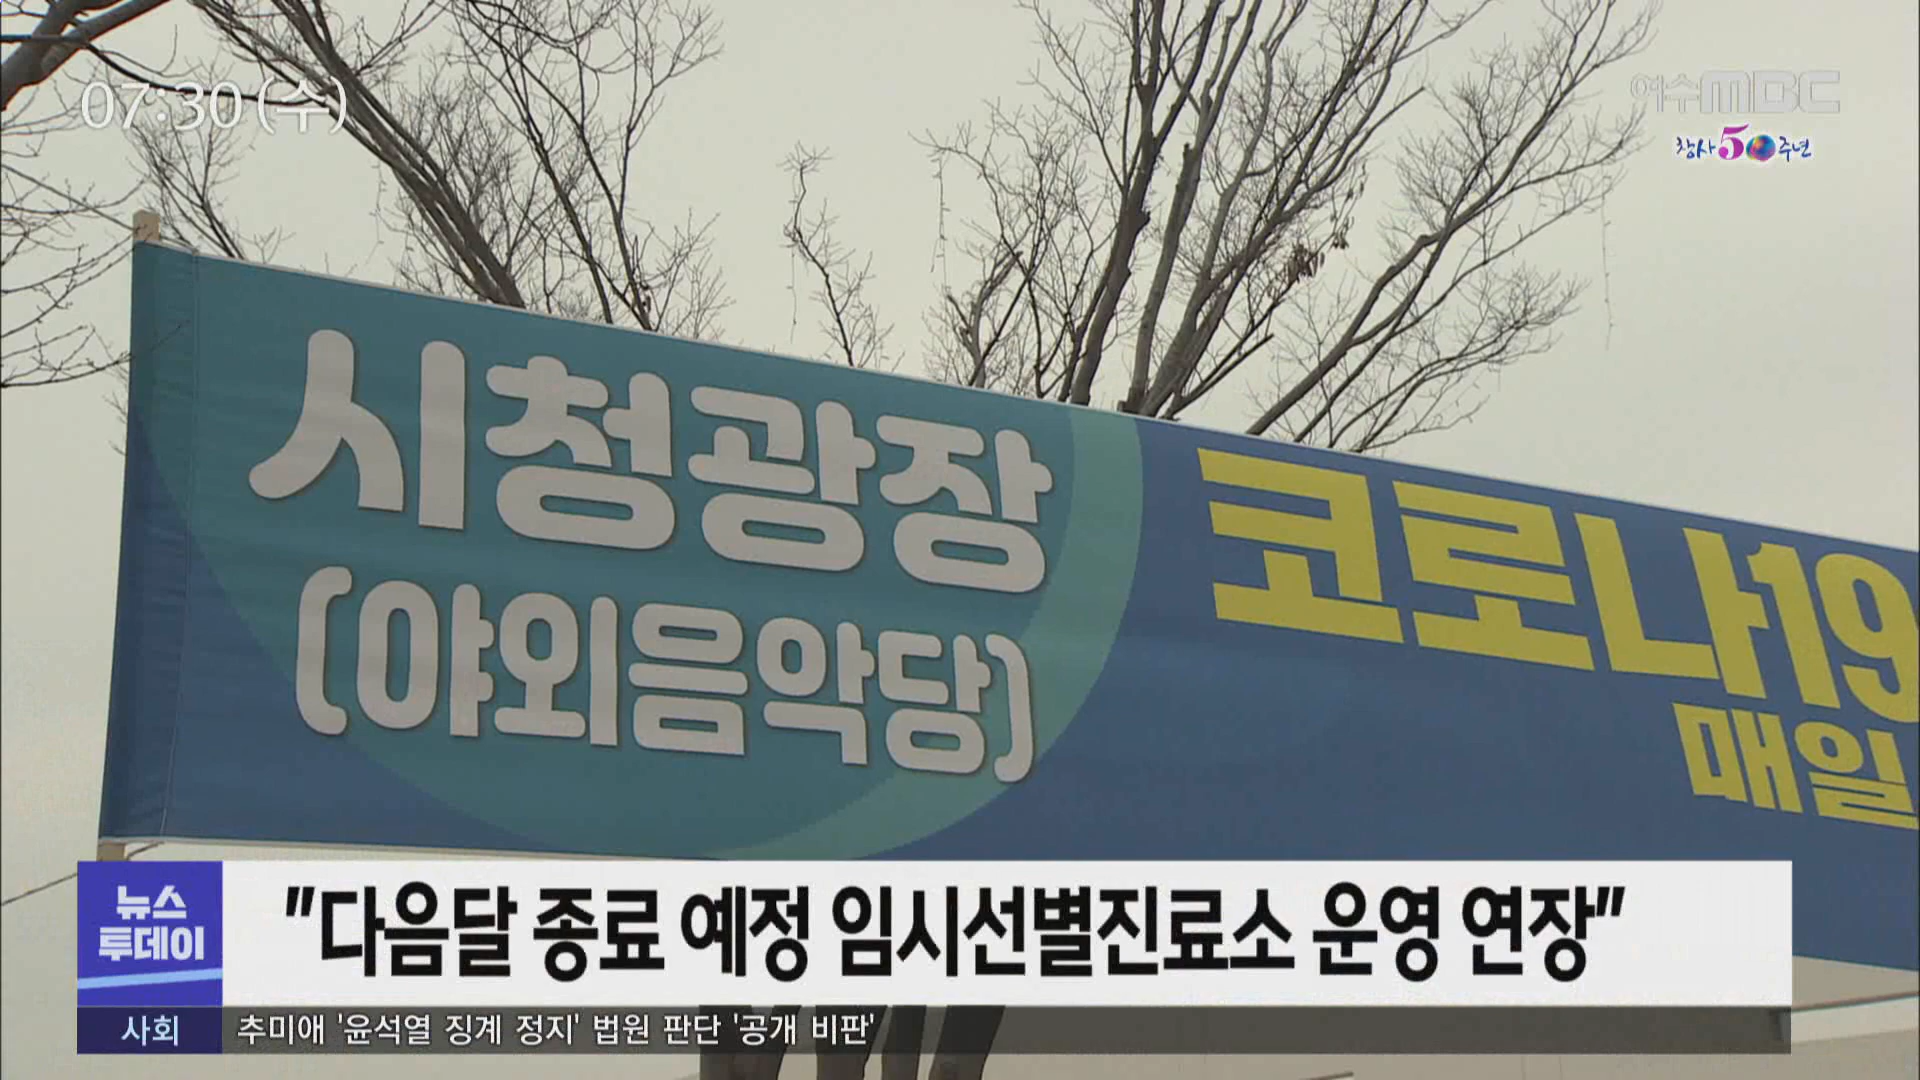 07:30 (수)
여수MBC
창사50주년
시청광장
(야외음악당)
코로나19
매일
뉴스
투데이
"다음달 종료 예정 임시선별진료소 운영 연장"
사회
추미애 '윤석열 징계 정지' 법원 판단 '공개 비판'